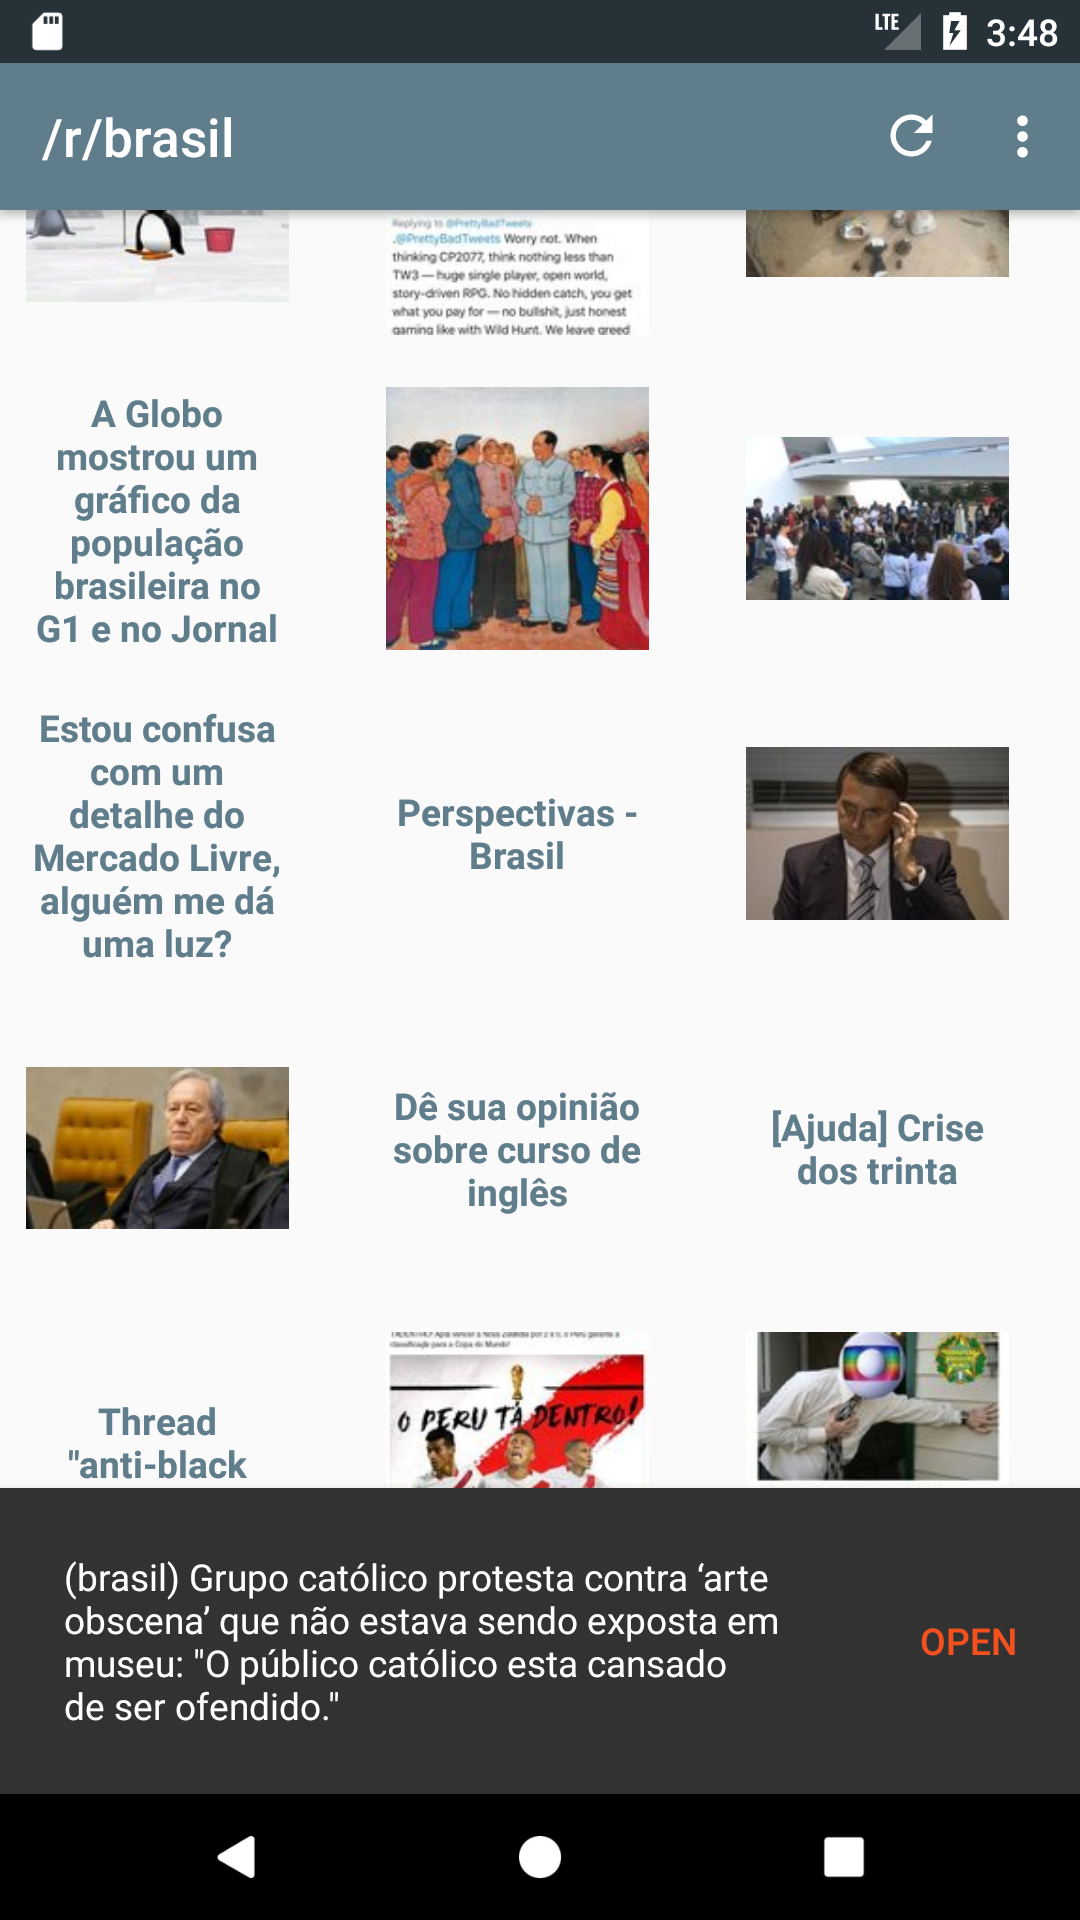 LTE
3:48
/r/brasil
Replying to @PrettyBadTweets
.@PrettyBadTweets Worry not. When
thinking CP2077, think nothing less than
TW3 — huge single player, open world,
story-driven RPG. No hidden catch, you get
what you pay for — no bullshit, just honest
gaming like with Wild Hunt. We leave greed
A Globo
mostrou um
gráfico da
população
brasileira no
G1 e no Jornal
Estou confusa
com um
detalhe do
Mercado Livre,
alguém me dá
uma luz?
Perspectivas -
Brasil
Dê sua opinião
sobre curso de
inglês
[Ajuda] Crise
dos trinta
Thread
"anti-black
classificação para a Copa do Mundo!
O PERU TÁ DENTRO!
(brasil) Grupo católico protesta contra ‘arte
obscena’ que não estava sendo exposta em
museu: "O público católico esta cansado
de ser ofendido."
OPEN